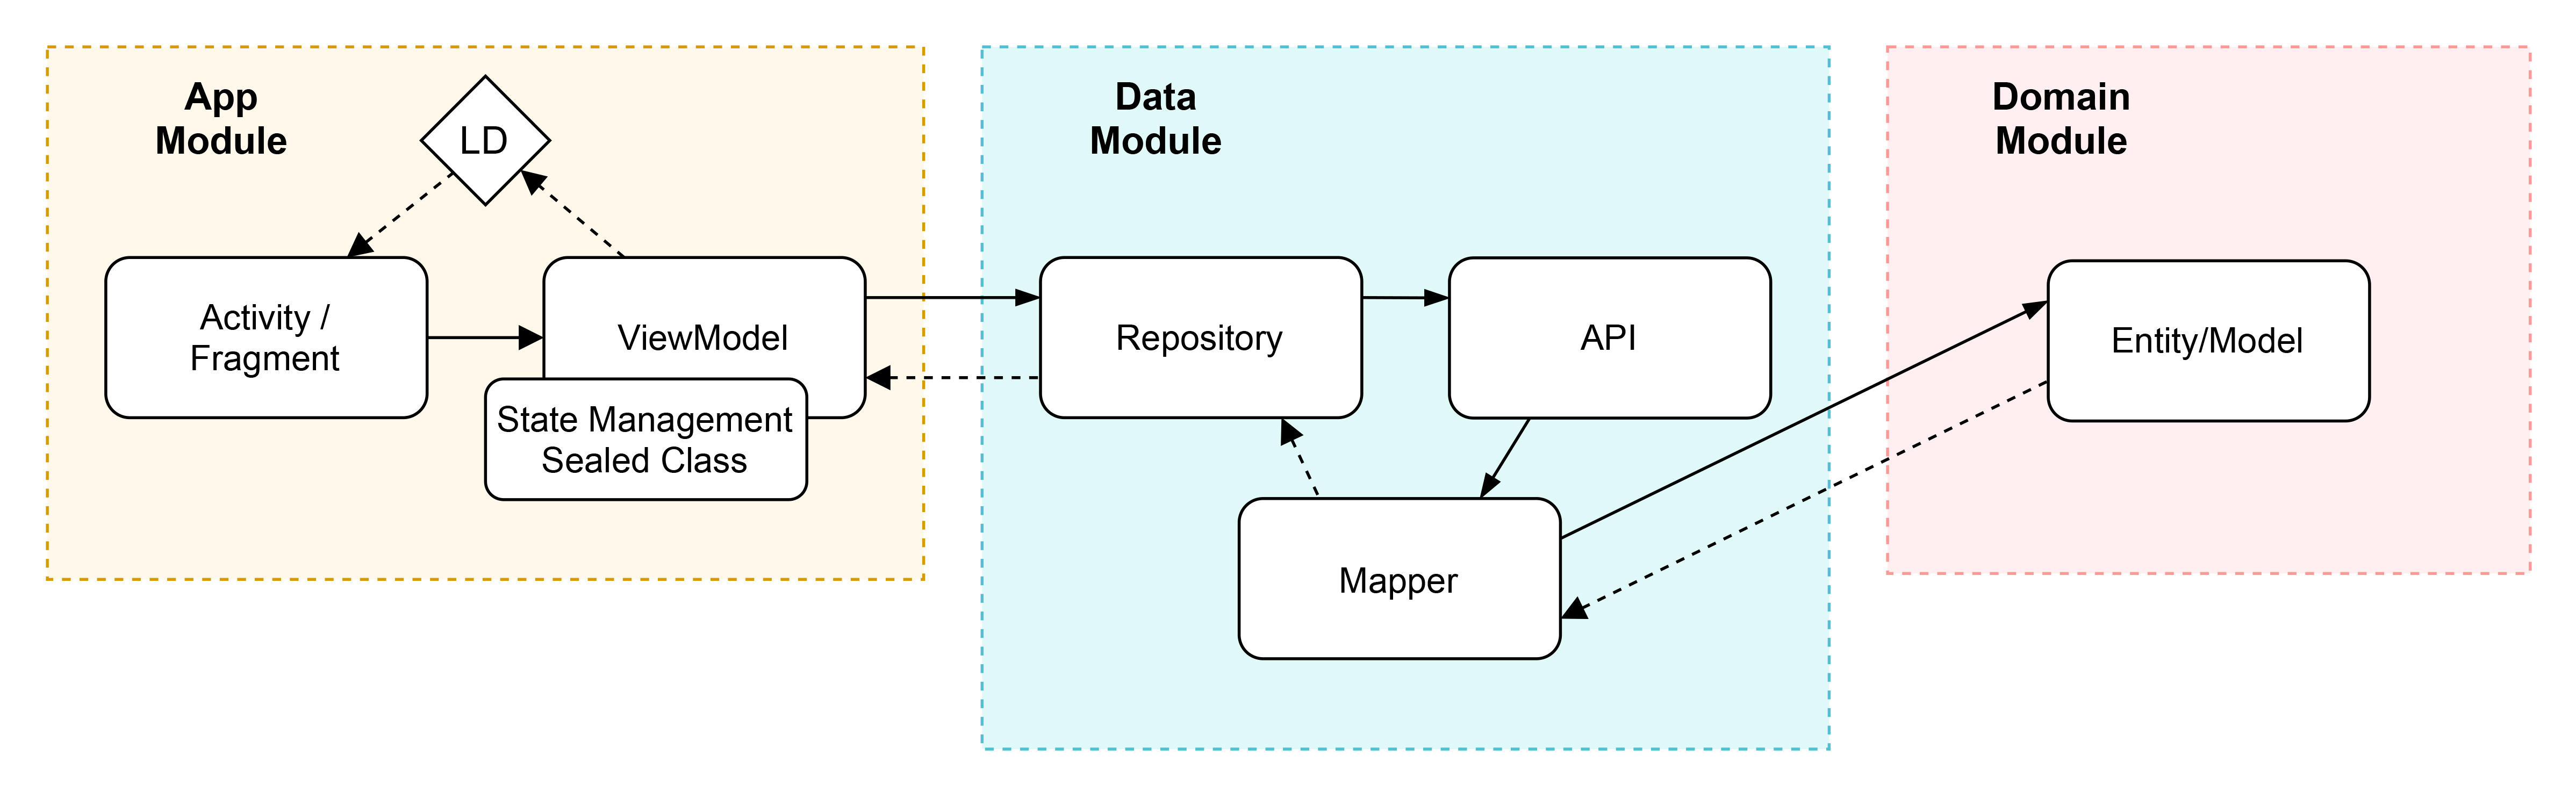 App
Module
LD
Activity /
Fragment
ViewModel
State Management
Sealed Class
Data
Module
Repository
API
Mapper
Domain
Module
Entity/Model